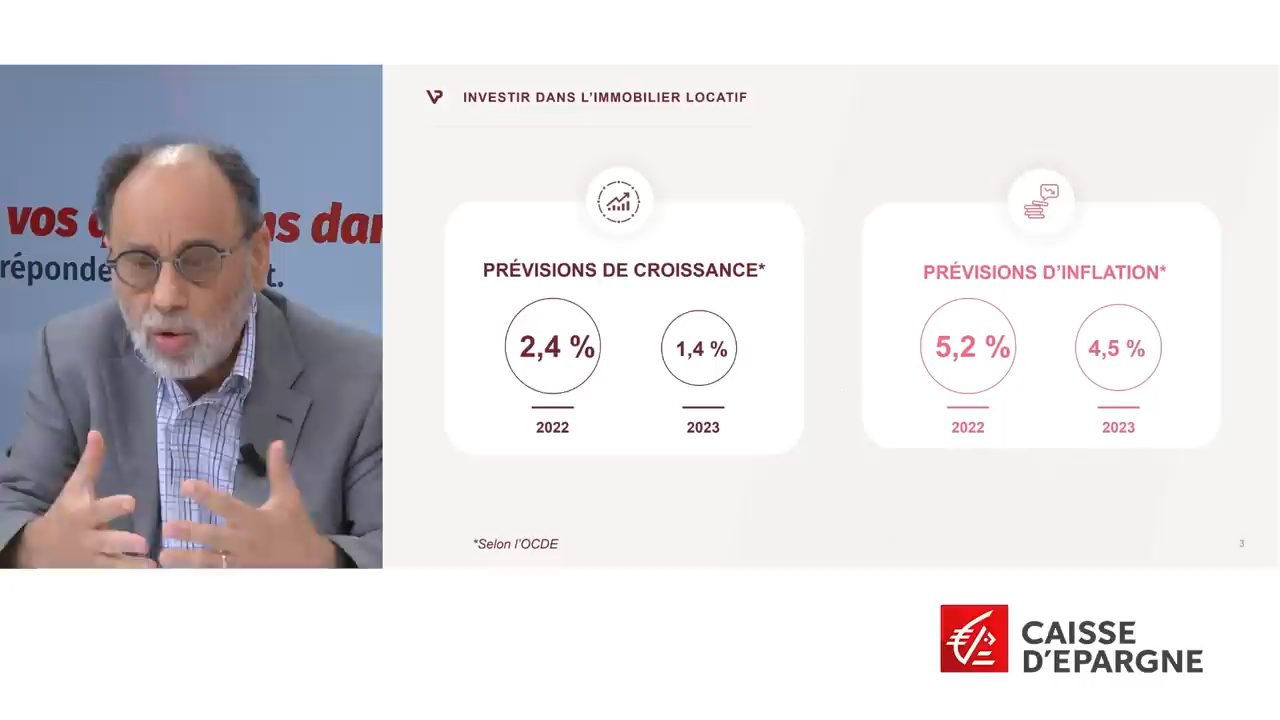 vos
ns dar
réponde
t.
INVESTIR DANS L'IMMOBILIER LOCATIF
PRÉVISIONS DE CROISSANCE*
2,4 %
1,4 %
2022
2023
PRÉVISIONS D'INFLATION*
5,2 %
4,5 %
2022
2023
*Selon l'OCDE
3
CAISSE
D'EPARGNE